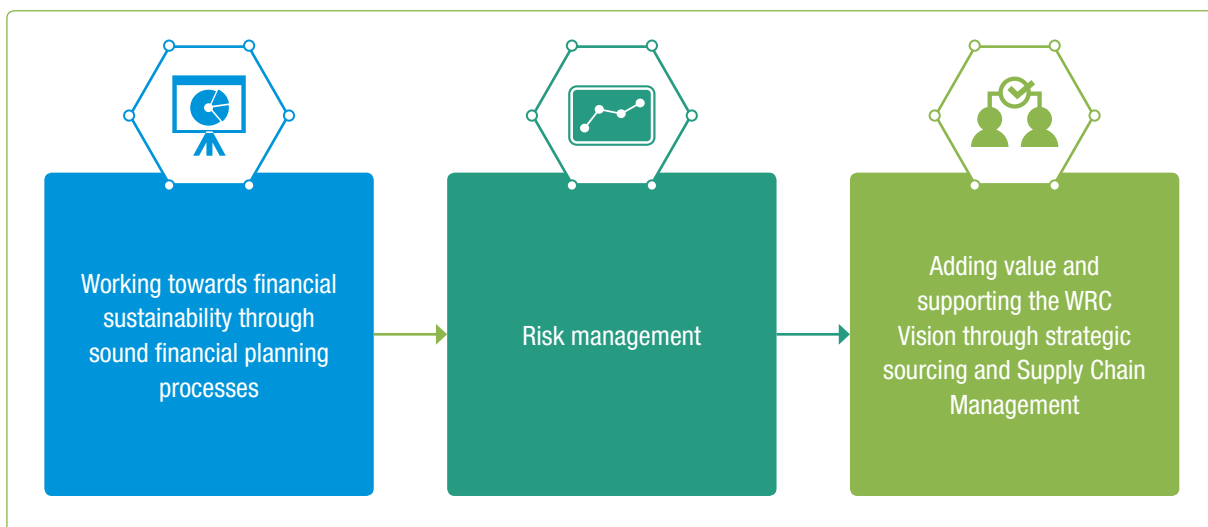 Working towards financial
sustainability through
sound financial planning
processes
Risk management
Adding value and
supporting the WRC
Vision through strategic
sourcing and Supply Chain
Management